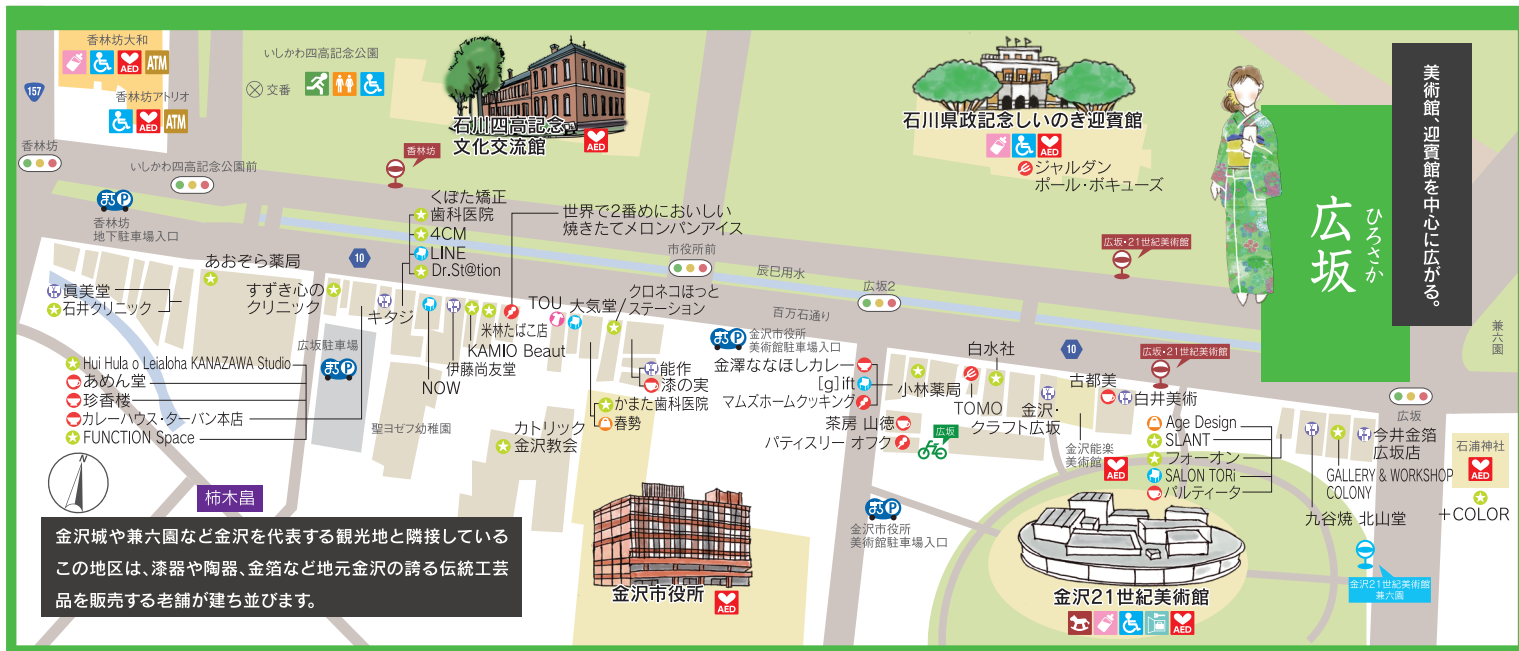 香林坊大和
AED
ATM
香林坊アトリオ
AED
ATM
157
香林坊
いしかわ四高記念公園
交番
いしかわ四高記念公園前
石川四高記念
文化交流館
AED
香林坊
石川県政記念しいのき迎賓館
AED
ジャルダン
ポール・ボキューズ
美術館、迎賓館を中心に広がる。
広坂
ひろさか
まちP
香林坊
地下駐車場入口
くぼた矯正
歯科医院
4CM
LINE
Dr.St@tion
世界で2番めにおいしい
焼きたてメロンパンアイス
市役所前
辰巳用水
百万石通り
広坂2
広坂・21世紀美術館
兼六園
あおぞら薬局
10
眞美堂
石井クリニック
すずき心の
クリニック
キタジ
NOW
伊藤尚友堂
KAMIO Beaut
米林たばこ店
TOU
大気堂
クロネコほっと
ステーション
能作
漆の実
かまた歯科医院
春勢
広坂駐車場
まちP
Hui Hula o Leialoha KANAZAWA Studio
あめん堂
珍香楼
カレーハウス・ターバン本店
FUNCTION Space
聖ヨゼフ幼稚園
カトリック
金沢教会
まちP
金沢市役所
美術館駐車場入口
金澤ななほしカレー
[g]ift
マムズホームクッキング
小林薬局
白水社
茶房 山徳
パティスリー オフク
広坂
TOMO
金沢・
クラフト広坂
10
広坂・21世紀美術館
古都美
白井美術
金沢能楽
美術館
AED
Age Design
SLANT
フォーオン
SALON TORi
パルティータ
今井金箔
広坂店
GALLERY & WORKSHOP
COLONY
九谷焼 北山堂
広坂
石浦神社
AED
+COLOR
N
柿木畠
金沢城や兼六園など金沢を代表する観光地と隣接している
この地区は、漆器や陶器、金箔など地元金沢の誇る伝統工芸
品を販売する老舗が建ち並びます。
金沢市役所
AED
まちP
金沢市役所
美術館駐車場入口
金沢21世紀美術館
AED
金沢21世紀美術館
兼六園